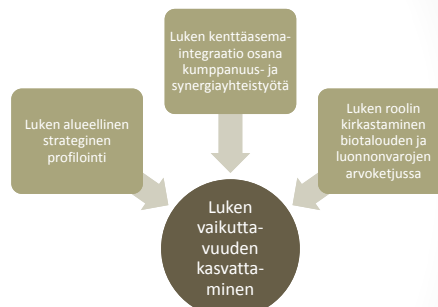 Luken kenttäasema-
integraatio osana
kumppanuus- ja
synergiayhteistyötä
Luken alueellinen
strateginen
profilointi
Luken roolin
kirkastaminen
biotalouden ja
luonnonvarojen
arvoketjussa
Luken
vaikutta-
vuuden
kasvatta-
minen